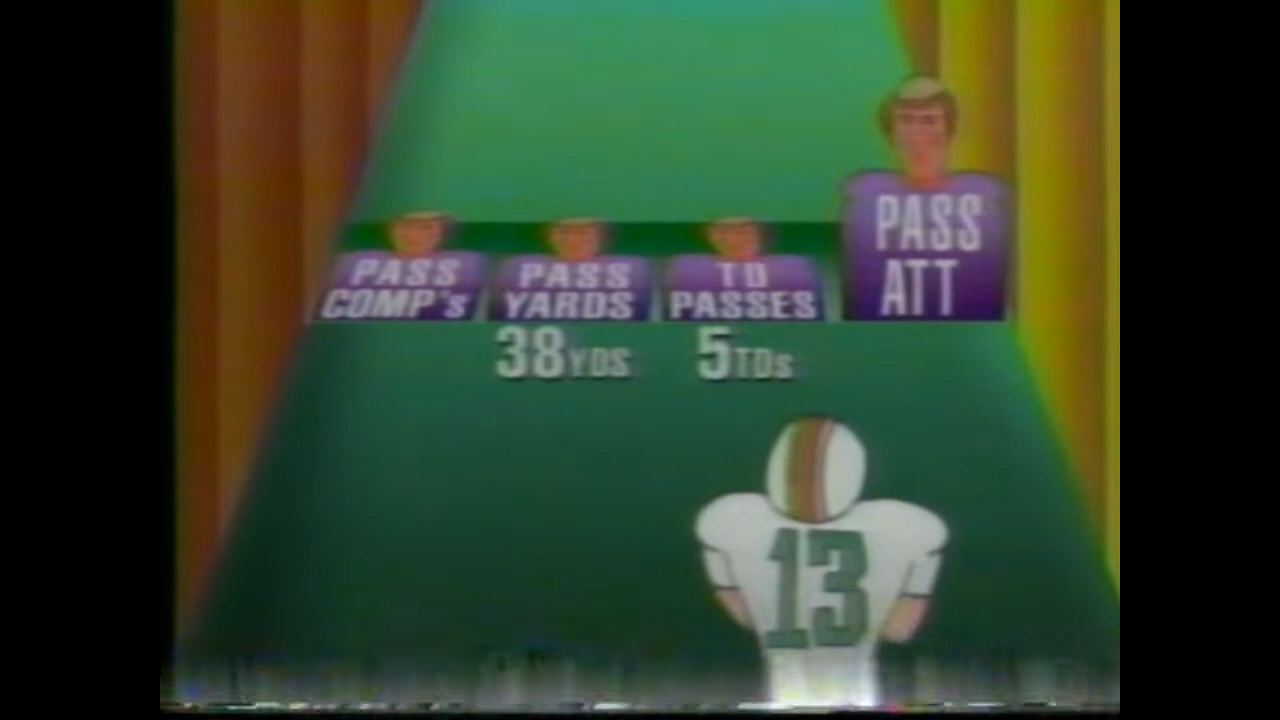 PASS
COMP's
PASS
YARDS
TD
PASSES
PASS
ATT
38YDS
5TDs
13